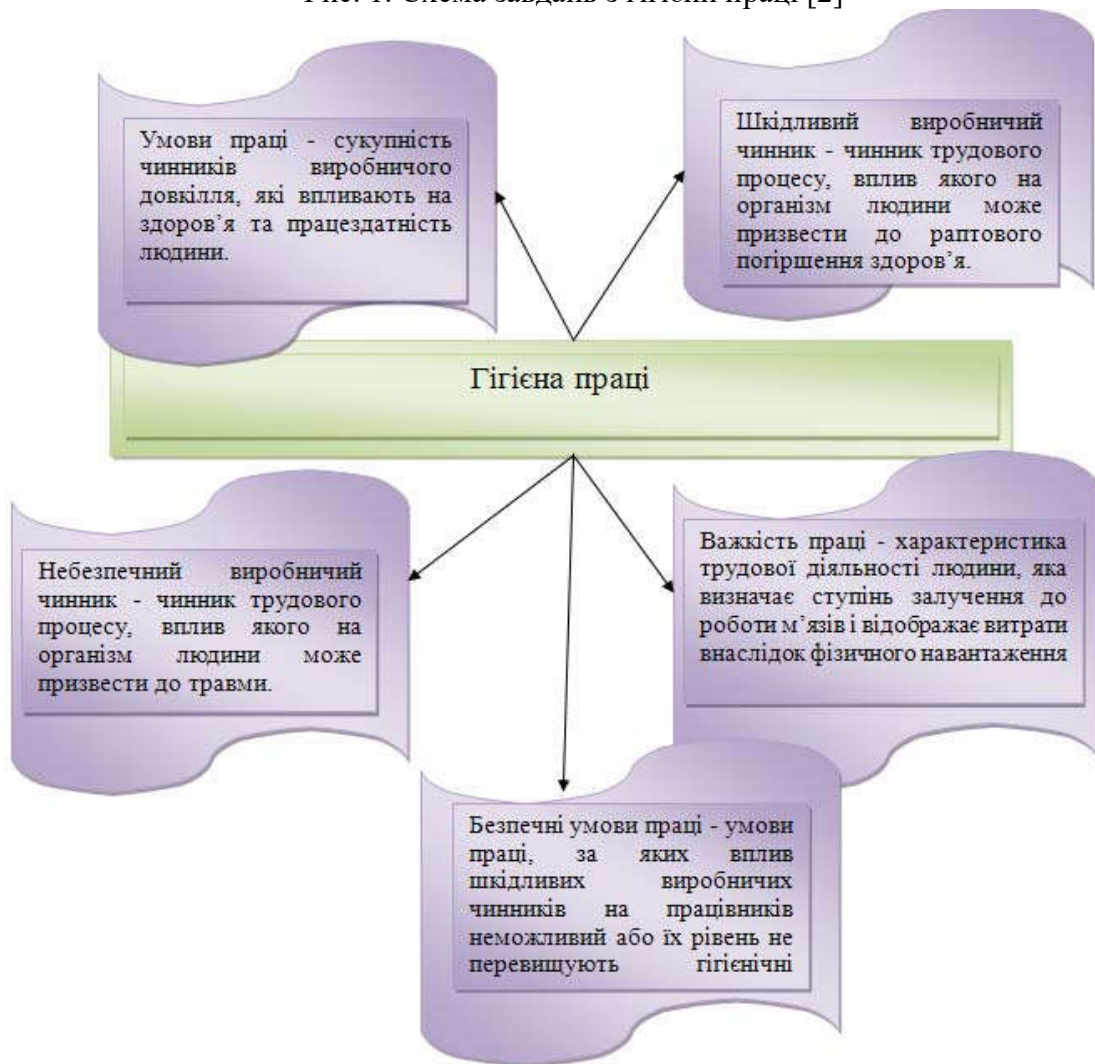 Рис. 1. Схема завдань з гігієни праці [2]
Умови праці - сукупність
чинників виробничого
довкілля, які впливають на
здоров’я та працездатність
людини.
Шкідливий виробничий
чинник - чинник трудового
процесу, вплив якого на
організм людини може
призвести до раптового
погіршення здоров’я.
Гігієна праці
Небезпечний виробничий
чинник - чинник трудового
процесу, вплив якого на
організм людини може
призвести до травми.
Важкість праці - характеристика
трудової діяльності людини, яка
визначає ступінь залучення до
роботи м’язів і відображає витрати
внаслідок фізичного навантаження
Безпечні умови праці - умови
праці, за яких вплив
шкідливих виробничих
чинників на працівників
неможливий або їх рівень не
перевищують гігієнічні